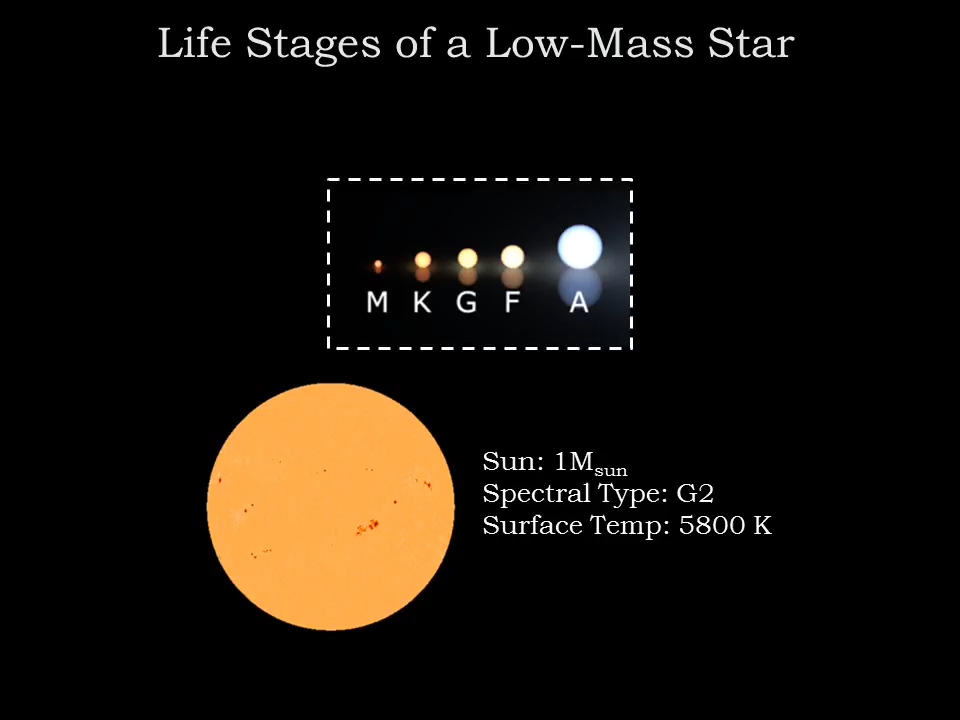 Life Stages of a Low-Mass Star
M K G F A
Sun: 1Msun
Spectral Type: G2
Surface Temp: 5800 K